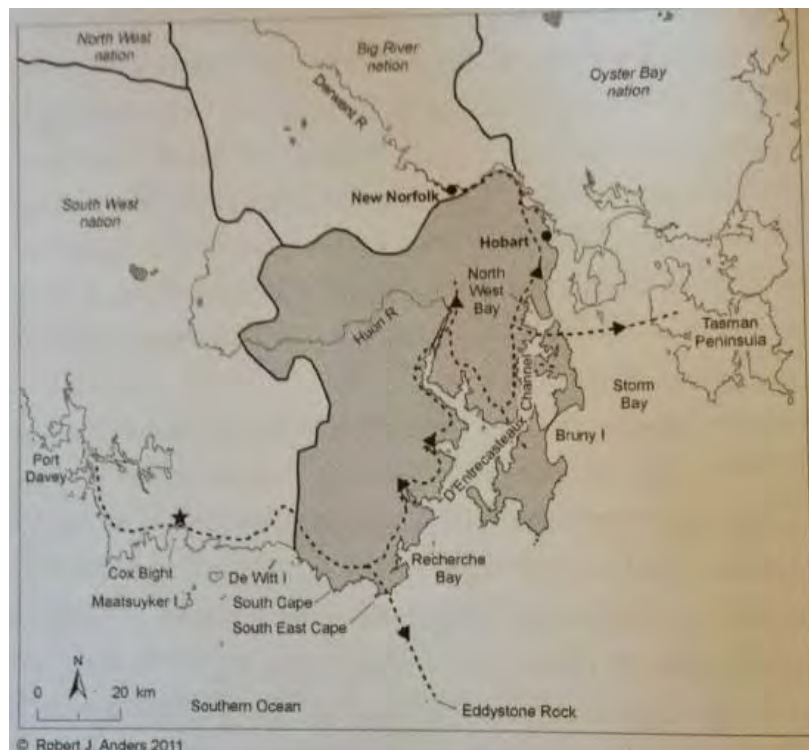 North West
nation
Big River
nation
Oyster Bay
nation
Derwent R
South West
nation
New Norfolk
Hobart
North
West
Bay
Huon R
Tasman
Peninsula
Storm
Bay
D'Entrecasteaux Channel
Bruny I
Port
Davey
Recherche
Bay
Cox Bight
De Witt I
Maatsuyker I
South Cape
South East Cape
N
0 20 km
Southern Ocean
Eddystone Rock
© Robert J. Anders 2011